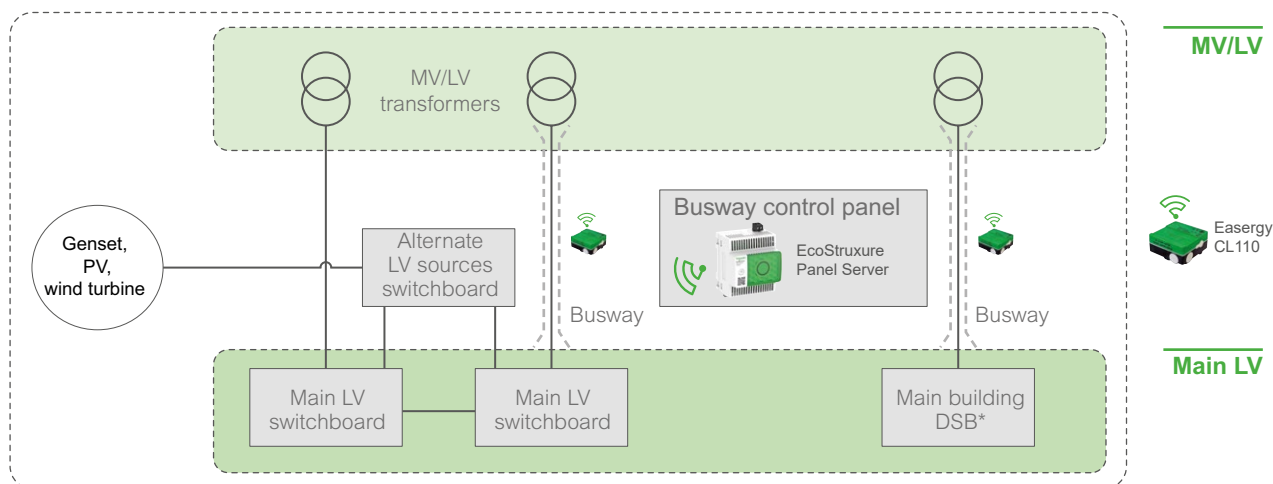 MV/LV
MV/LV
transformers
Busway control panel
EcoStruxure
Panel Server
Easergy
CL110
Genset,
PV,
wind turbine
Alternate
LV sources
switchboard
Busway
Busway
Main LV
Main LV
switchboard
Main LV
switchboard
Main building
DSB*